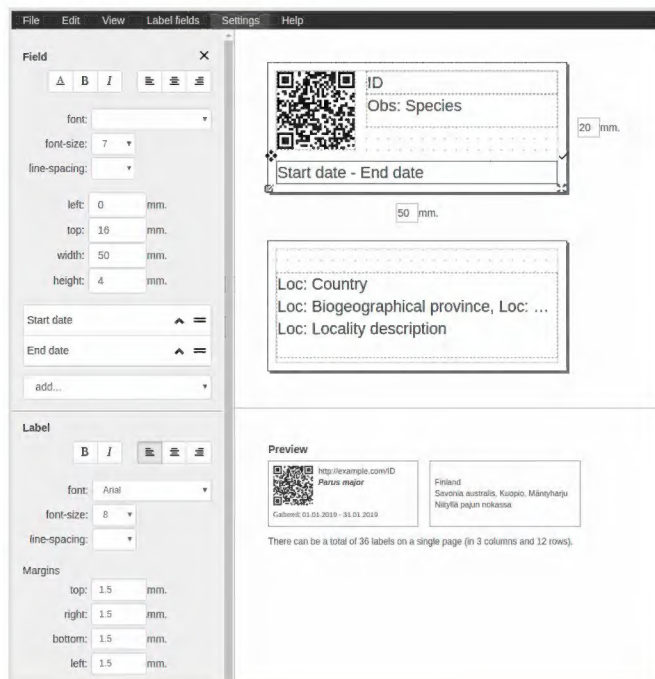 File Edit View Label fields Settings Help
Field
A B I
font:
font-size: 7
line-spacing:
left: 0 mm.
top: 16 mm.
width: 50 mm.
height: 4 mm.
Start date
End date
add...
Label
B I
font: Arial
font-size: 8
line-spacing:
Margins
top: 1.5 mm.
right: 1.5 mm.
bottom: 1.5 mm.
left: 1.5 mm.
ID
Obs: Species
20 mm.
Start date - End date
50 mm.
Loc: Country
Loc: Biogeographical province, Loc: ...
Loc: Locality description
Preview
http://example.com/ID
Parus major
Gathered: 01.01.2019 - 31.01.2019
Finland
Savonia australis, Kuopio, Mäntyharju
Niityllä pajun nokassa
There can be a total of 36 labels on a single page (in 3 columns and 12 rows).